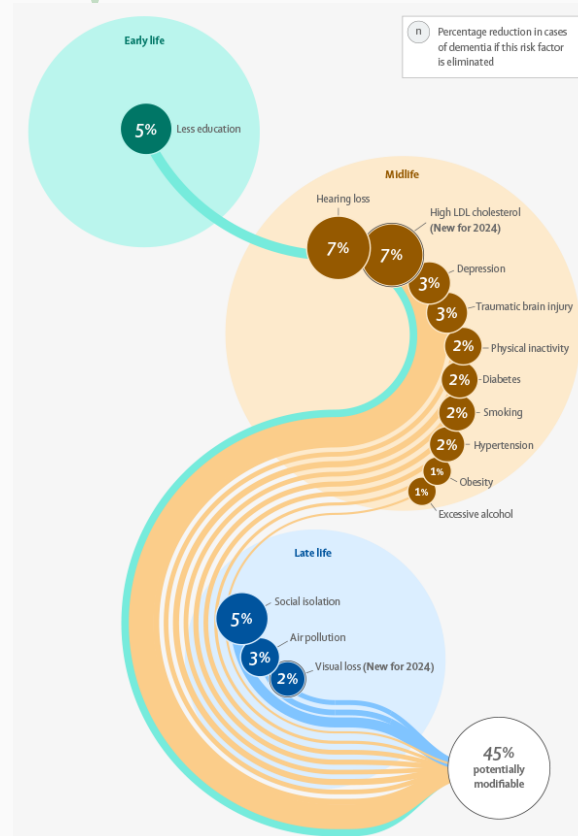 Early life
n
Percentage reduction in cases
of dementia if this risk factor
is eliminated
5%
Less education
Midlife
Hearing loss
7%
High LDL cholesterol
(New for 2024)
7%
Depression
3%
Traumatic brain injury
3%
Physical inactivity
2%
Diabetes
2%
Smoking
2%
Hypertension
2%
Obesity
1%
Excessive alcohol
1%
Late life
Social isolation
5%
Air pollution
3%
Visual loss (New for 2024)
2%
45%
potentially
modifiable